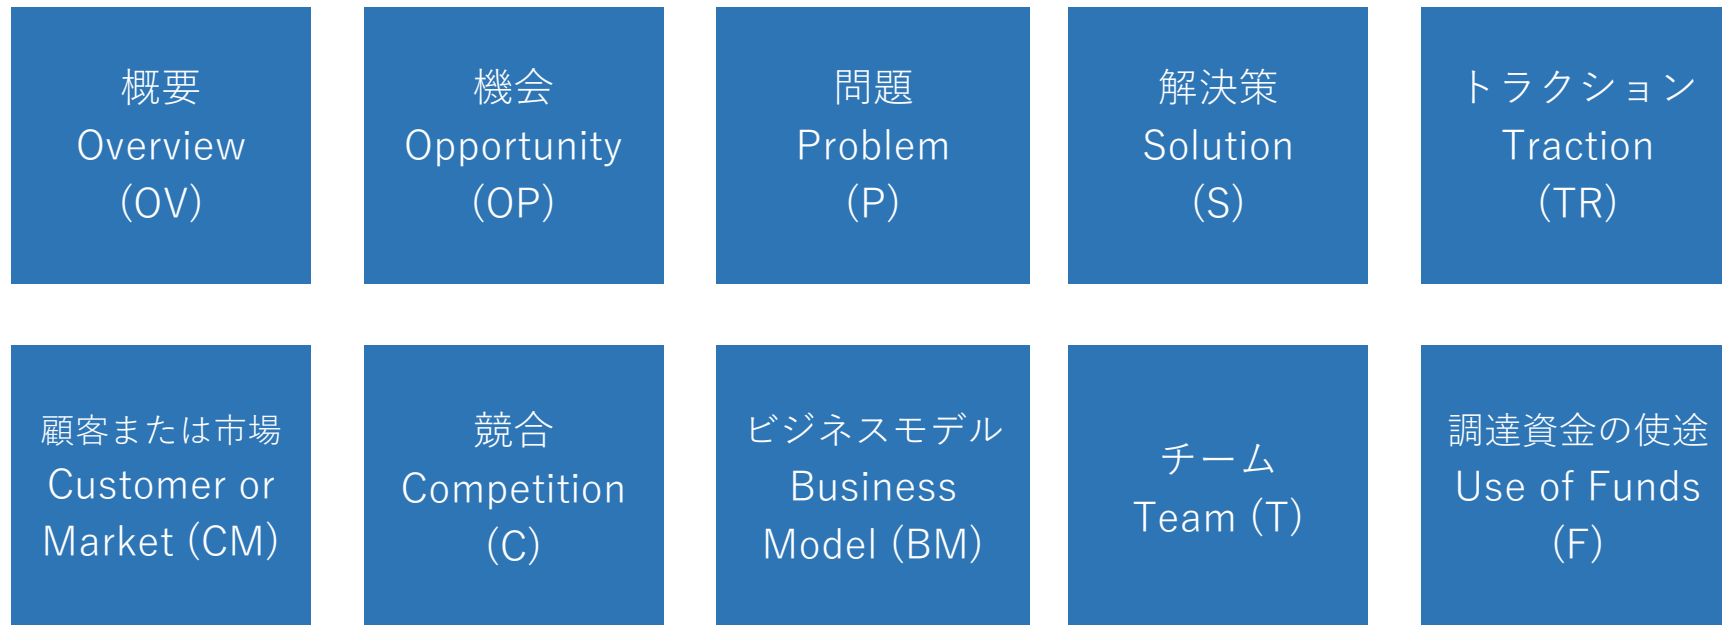 概要
Overview
(OV)
機会
Opportunity
(OP)
問題
Problem
(P)
解決策
Solution
(S)
トラクション
Traction
(TR)
顧客または市場
Customer or
Market (CM)
競合
Competition
(C)
ビジネスモデル
Business
Model (BM)
チーム
Team (T)
調達資金の使途
Use of Funds
(F)